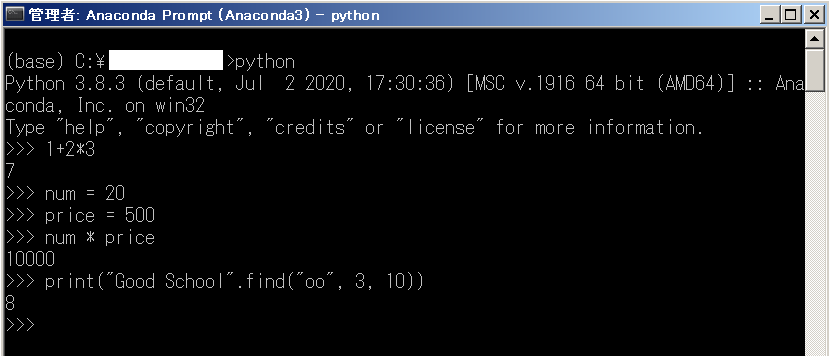 管理者: Anaconda Prompt (Anaconda3) - python
(base) C:¥ >python
Python 3.8.3 (default, Jul  2 2020, 17:30:36) [MSC v.1916 64 bit (AMD64)] :: Ana
conda, Inc. on win32
Type "help", "copyright", "credits" or "license" for more information.
>>> 1+2*3
7
>>> num = 20
>>> price = 500
>>> num * price
10000
>>> print("Good School".find("oo", 3, 10))
8
>>>